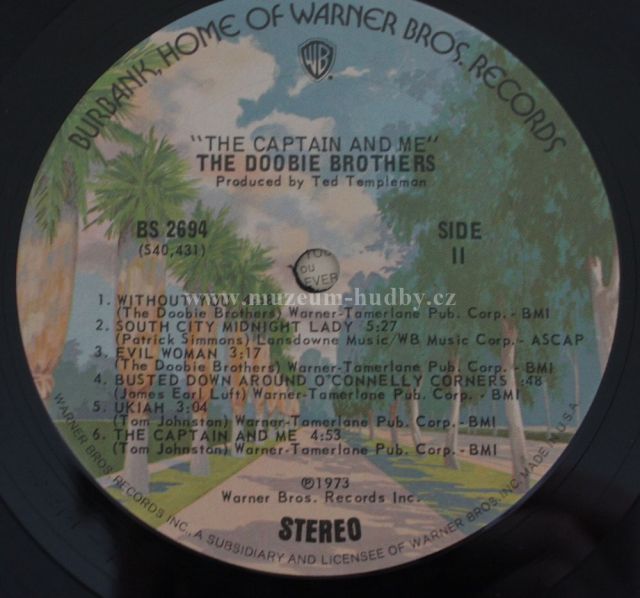 BURBANK, HOME OF WARNER BROS. RECORDS
WB
"THE CAPTAIN AND ME"
THE DOOBIE BROTHERS
Produced by Ted Templeman
BS 2694
(S40,431)
SIDE
II
YOU
ou
EVER
www.muzeum-hudby.cz
1. WITHOUT
(The Doobie Brothers) Warner-Tamerlane Pub. Corp. - BMI
2. SOUTH CITY MIDNIGHT LADY 5:27
(Patrick Simmons) Lansdowne Music/WB Music Corp. - ASCAP
3. EVIL WOMAN 3:17
(The Doobie Brothers) Warner-Tamerlane Pub. Corp. - BMI
4. BUSTED DOWN AROUND O'CONNELLY CORNERS :48
(James Earl Luft) Warner-Tamerlane Pub. Corp. - BMI
5. UKIAH 3:04
(Tom Johnston) Warner-Tamerlane Pub. Corp. - BMI
6. THE CAPTAIN AND ME 4:53
(Tom Johnston) Warner-Tamerlane Pub. Corp. - BMI
℗1973
Warner Bros. Records Inc.
STEREO
WARNER BROS. RECORDS INC., A SUBSIDIARY AND LICENSEE OF WARNER BROS. INC.-MADE IN U.S.A.